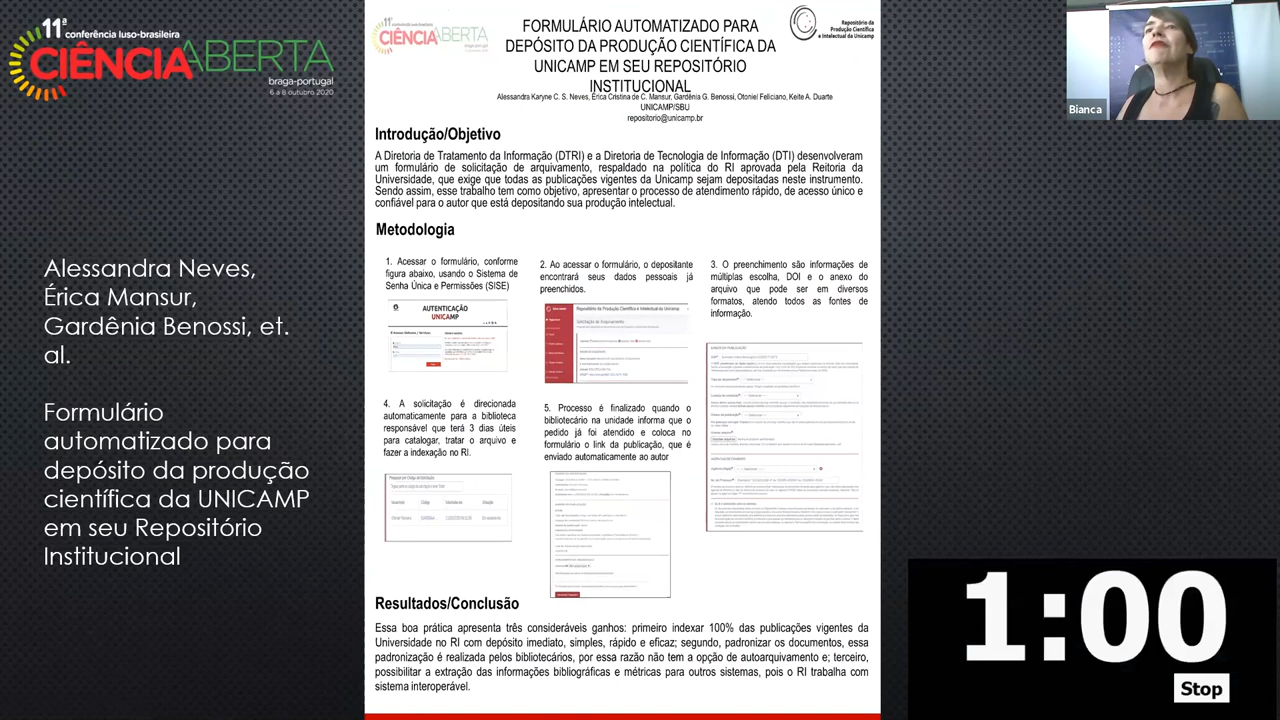 11ª
conferência luso-brasileira
CIÊNCIAABERTA
braga-portugal
6 a 8 outubro 2020
Alessandra Neves,
Érica Mansur,
Gardênia Benossi, et.
al.
Formulário
automatizado para
depósito da produção
científica da UNICAMP
em seu repositório
institucional
CIÊNCIAABERTA
FORMULÁRIO AUTOMATIZADO PARA
DEPÓSITO DA PRODUÇÃO CIENTÍFICA DA
UNICAMP EM SEU REPOSITÓRIO
INSTITUCIONAL
Repositório da
Produção Científica
e Intelectual da Unicamp
Alessandra Karyne C. S. Neves, Érica Cristina de C. Mansur, Gardênia G. Benossi, Otoniel Feliciano, Keite A. Duarte
UNICAMP/SBU
repositorio@unicamp.br
Introdução/Objetivo
A Diretoria de Tratamento da Informação (DTRI) e a Diretoria de Tecnologia de Informação (DTI) desenvolveram
um formulário de solicitação de arquivamento, respaldado na política do RI aprovada pela Reitoria da
Universidade, que exige que todas as publicações vigentes da Unicamp sejam depositadas neste instrumento.
Sendo assim, esse trabalho tem como objetivo, apresentar o processo de atendimento rápido, de acesso único e
confiável para o autor que está depositando sua produção intelectual.
Metodologia
1. Acessar o formulário, conforme
figura abaixo, usando o Sistema de
Senha Única e Permissões (SISE)
AUTENTICAÇÃO
UNICAMP
2. Ao acessar o formulário, o depositante
encontrará seus dados pessoais já
preenchidos.
Repositório da Produção Científica e Intelectual da Unicamp
Solicitação de Arquivamento
3. O preenchimento são informações de
múltiplas escolha, DOI e o anexo do
arquivo que pode ser em diversos
formatos, atendo todos as fontes de
informação.
4. A solicitação é direcionada
automaticamente para a biblioteca
responsável que terá 3 dias úteis
para catalogar, tratar o arquivo e
fazer a indexação no RI.
5. Processo é finalizado quando o
bibliotecário na unidade informa que o
pedido já foi atendido e coloca no
formulário o link da publicação, que é
enviado automaticamente ao autor
Resultados/Conclusão
Essa boa prática apresenta três consideráveis ganhos: primeiro indexar 100% das publicações vigentes da
Universidade no RI com depósito imediato, simples, rápido e eficaz; segundo, padronizar os documentos, essa
padronização é realizada pelos bibliotecários, por essa razão não tem a opção de autoarquivamento e; terceiro,
possibilitar a extração das informações bibliográficas e métricas para outros sistemas, pois o RI trabalha com
sistema interoperável.
Bianca
1:00
Stop